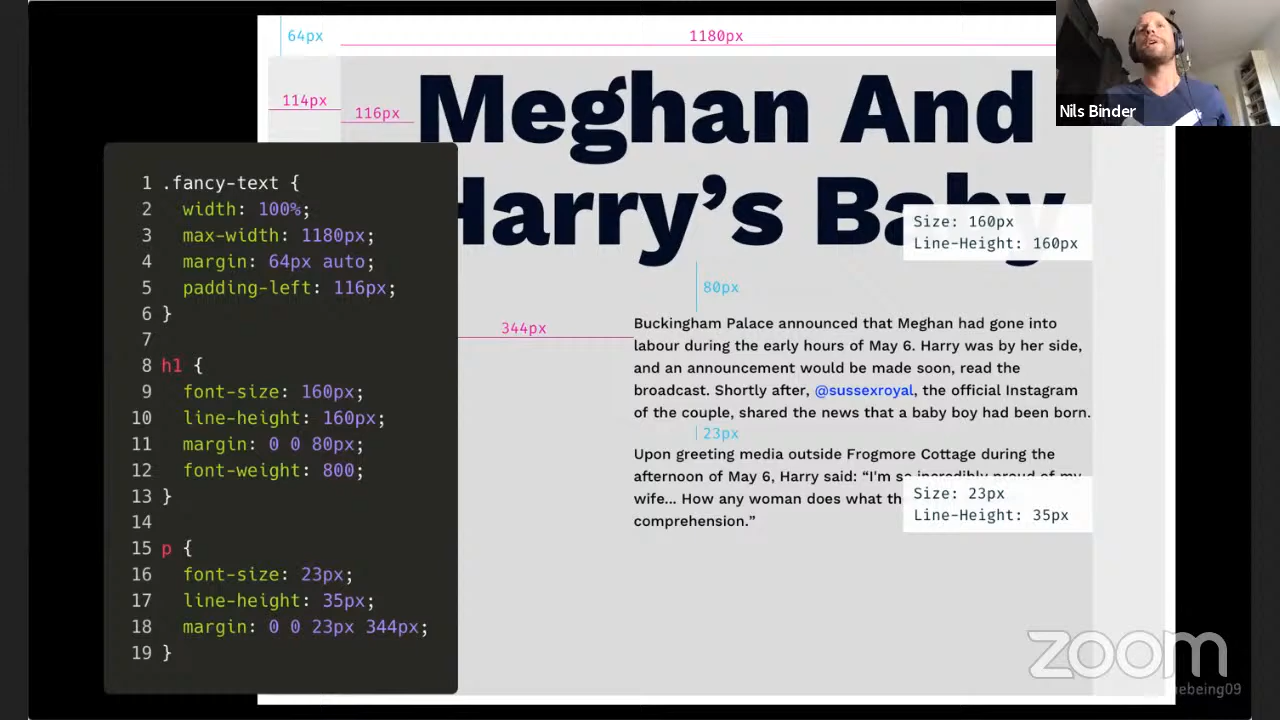 64px
1180px
114px
116px
Meghan And
Harry’s Baby
Nils Binder
1 .fancy-text {
2 width: 100%;
3 max-width: 1180px;
4 margin: 64px auto;
5 padding-left: 116px;
6 }
7
8 h1 {
9 font-size: 160px;
10 line-height: 160px;
11 margin: 0 0 80px;
12 font-weight: 800;
13 }
14
15 p {
16 font-size: 23px;
17 line-height: 35px;
18 margin: 0 0 23px 344px;
19 }
Size: 160px
Line-Height: 160px
80px
344px
Buckingham Palace announced that Meghan had gone into
labour during the early hours of May 6. Harry was by her side,
and an announcement would be made soon, read the
broadcast. Shortly after, @sussexroyal, the official Instagram
of the couple, shared the news that a baby boy had been born.
23px
Upon greeting media outside Frogmore Cottage during the
afternoon of May 6, Harry said: “I'm so incredibly proud of my
wife... How any woman does what th
comprehension.”
Size: 23px
Line-Height: 35px
zoom
ebeing09